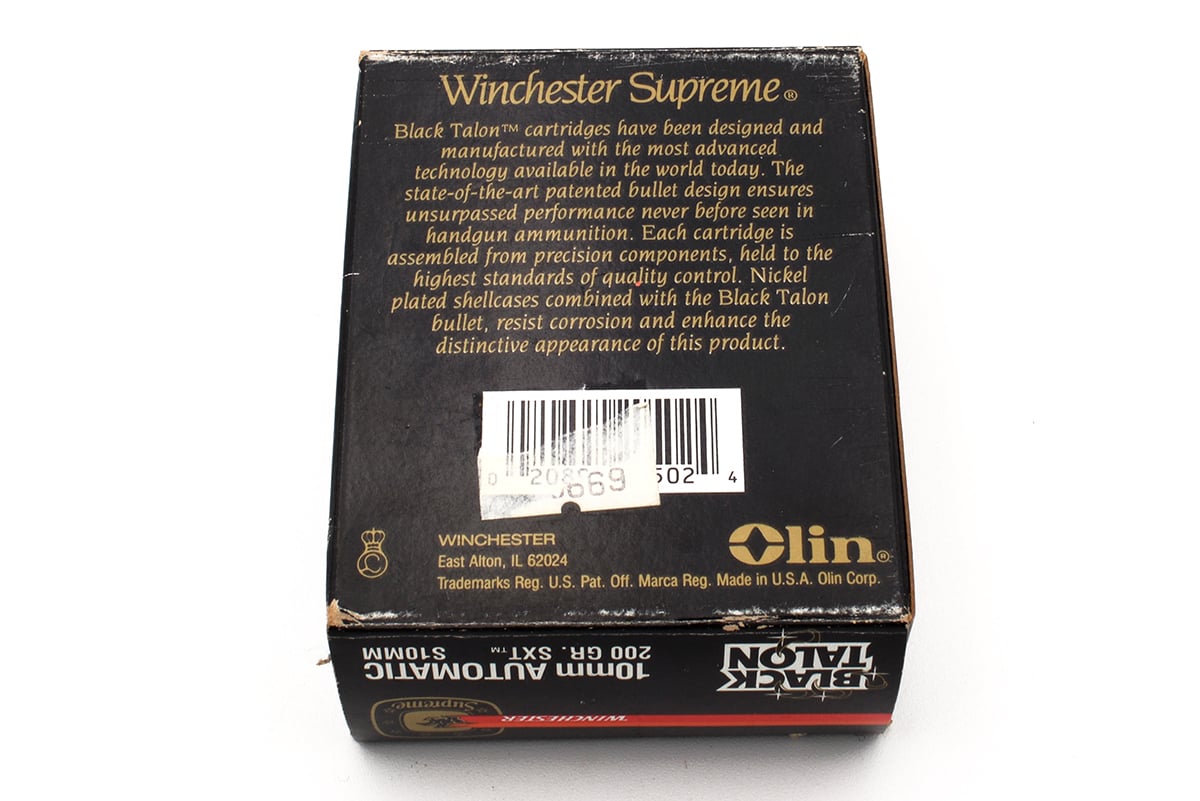 Winchester Supreme®
Black Talon™ cartridges have been designed and
manufactured with the most advanced
technology available in the world today. The
state-of-the-art patented bullet design ensures
unsurpassed performance never before seen in
handgun ammunition. Each cartridge is
assembled from precision components, held to the
highest standards of quality control. Nickel
plated shellcases combined with the Black Talon
bullet, resist corrosion and enhance the
distinctive appearance of this product.
0 4
WINCHESTER
East Alton, IL 62024
Trademarks Reg. U.S. Pat. Off. Marca Reg. Made in U.S.A. Olin Corp.
Olin®
BLACK
TALON
10mm AUTOMATIC
200 GR. SXT™ S10MM
WINCHESTER
Supreme